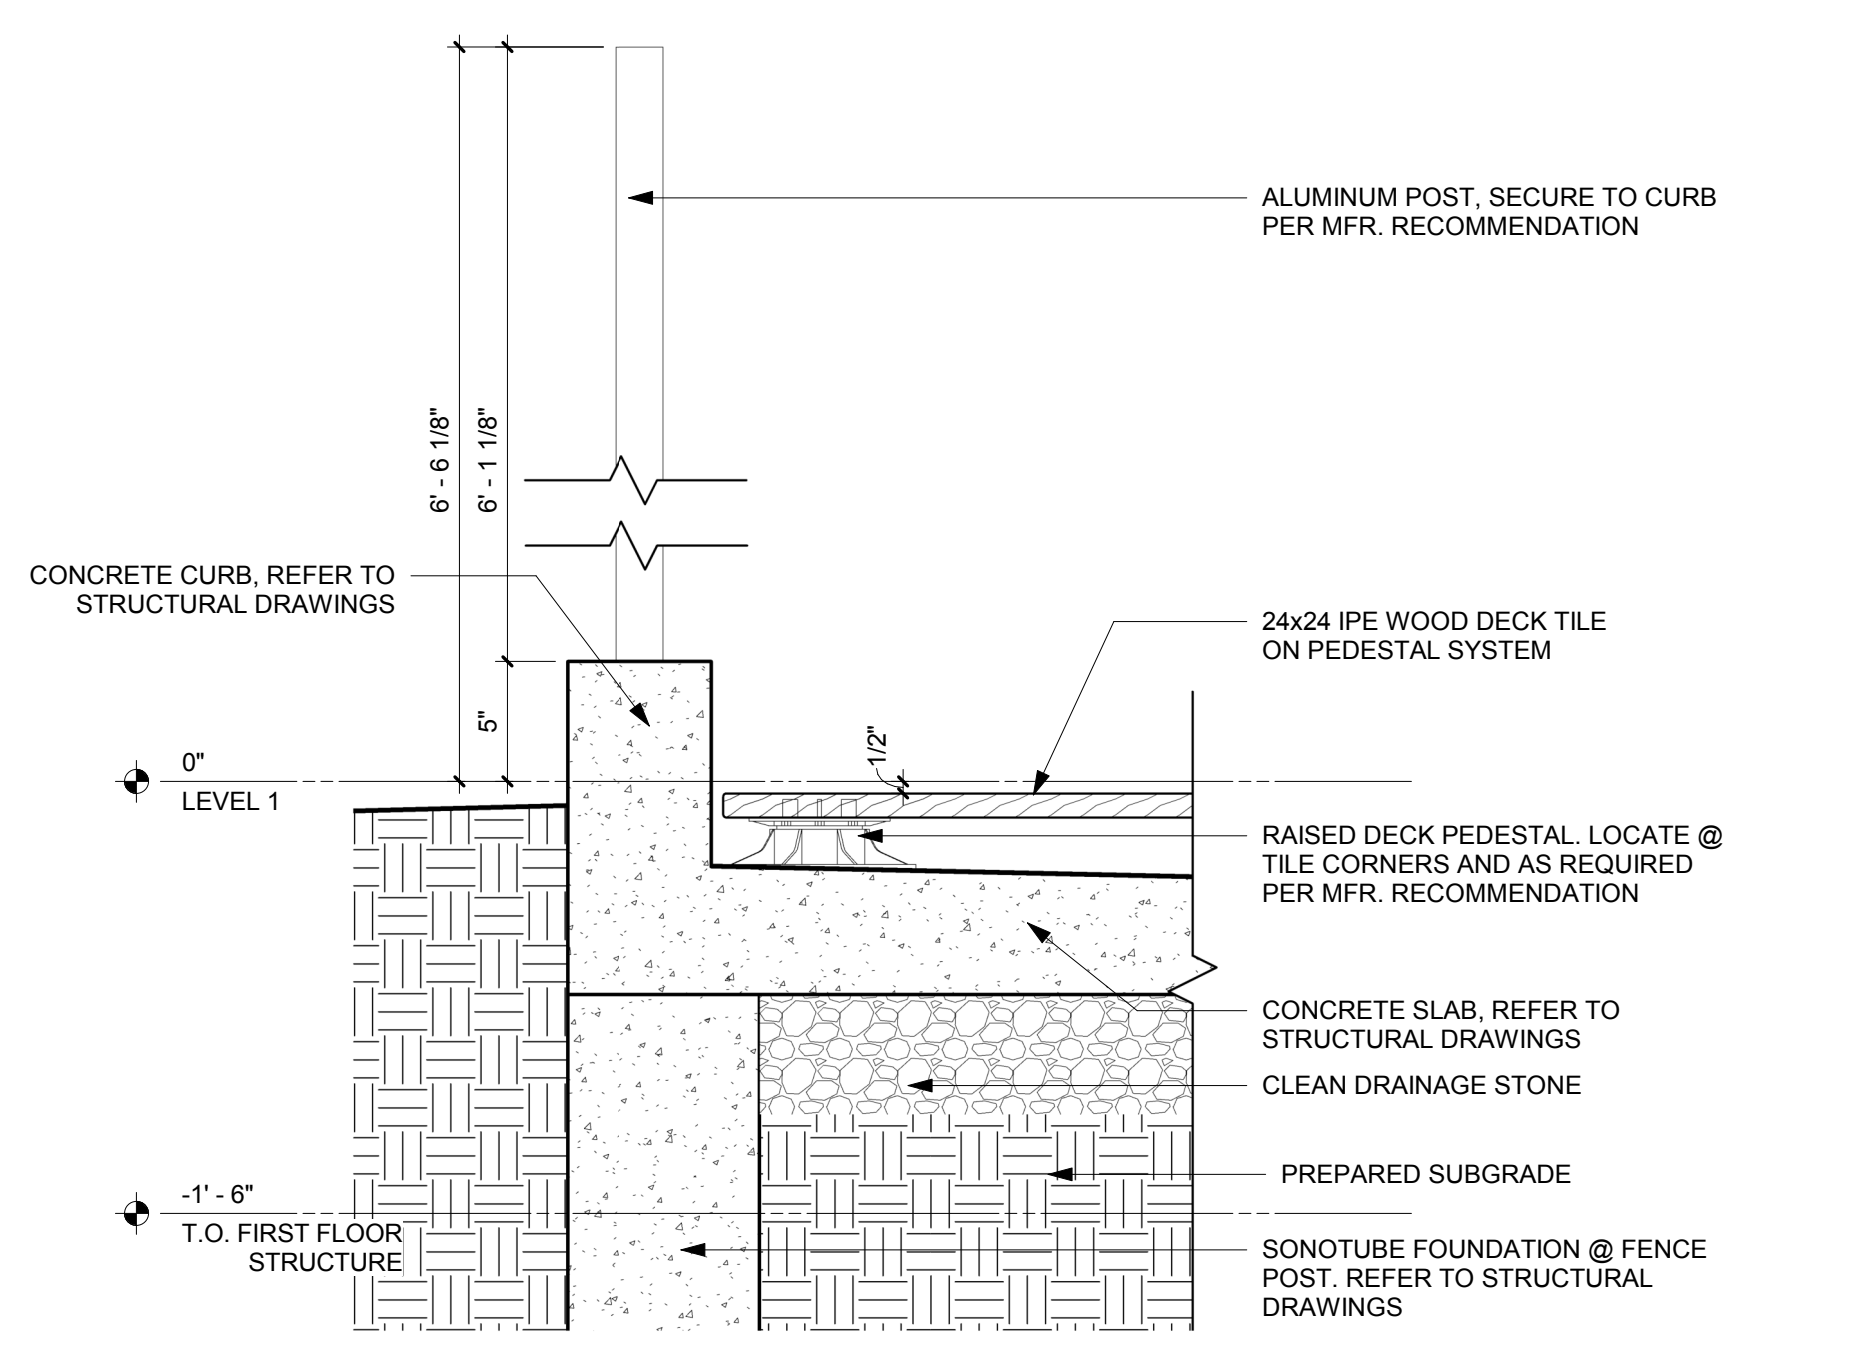 ALUMINUM POST, SECURE TO CURB
PER MFR. RECOMMENDATION
6' - 6 1/8"
6' - 1 1/8"
CONCRETE CURB, REFER TO
STRUCTURAL DRAWINGS
24x24 IPE WOOD DECK TILE
ON PEDESTAL SYSTEM
5"
1/2"
0"
LEVEL 1
RAISED DECK PEDESTAL. LOCATE @
TILE CORNERS AND AS REQUIRED
PER MFR. RECOMMENDATION
CONCRETE SLAB, REFER TO
STRUCTURAL DRAWINGS
CLEAN DRAINAGE STONE
PREPARED SUBGRADE
-1' - 6"
T.O. FIRST FLOOR
STRUCTURE
SONOTUBE FOUNDATION @ FENCE
POST. REFER TO STRUCTURAL
DRAWINGS